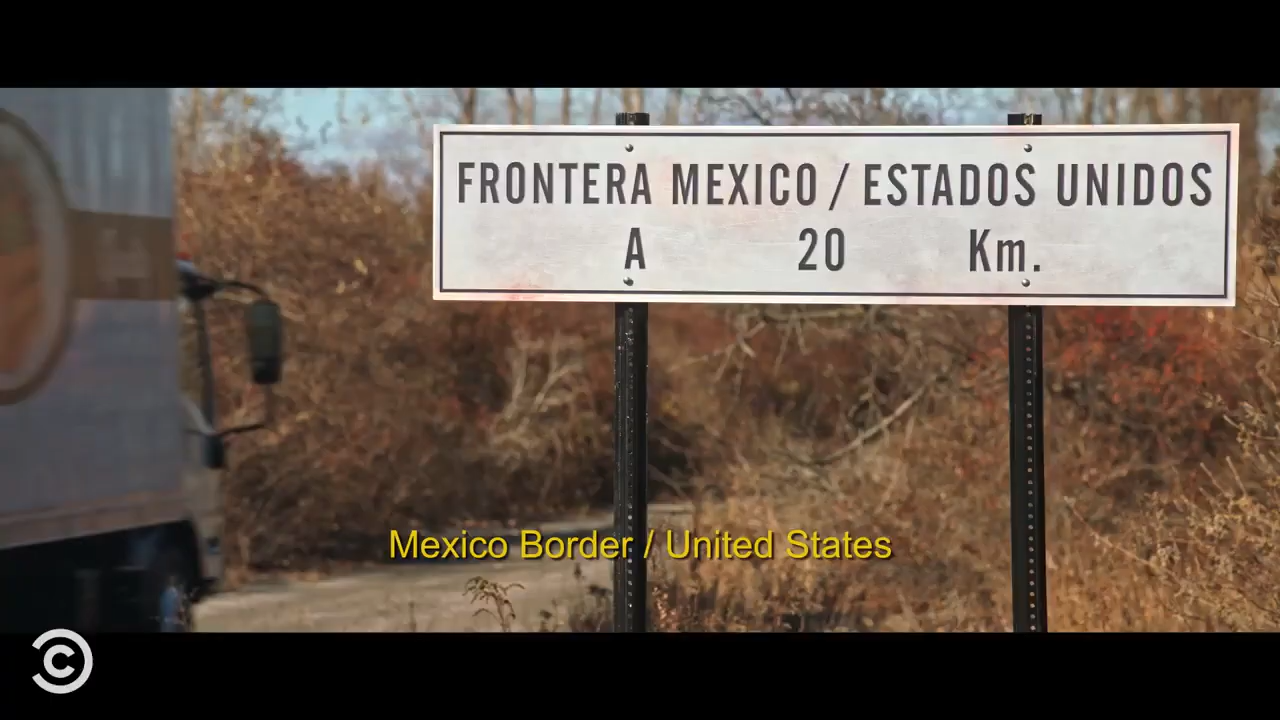 FRONTERA MEXICO / ESTADOS UNIDOS
A 20 Km.
Mexico Border / United States